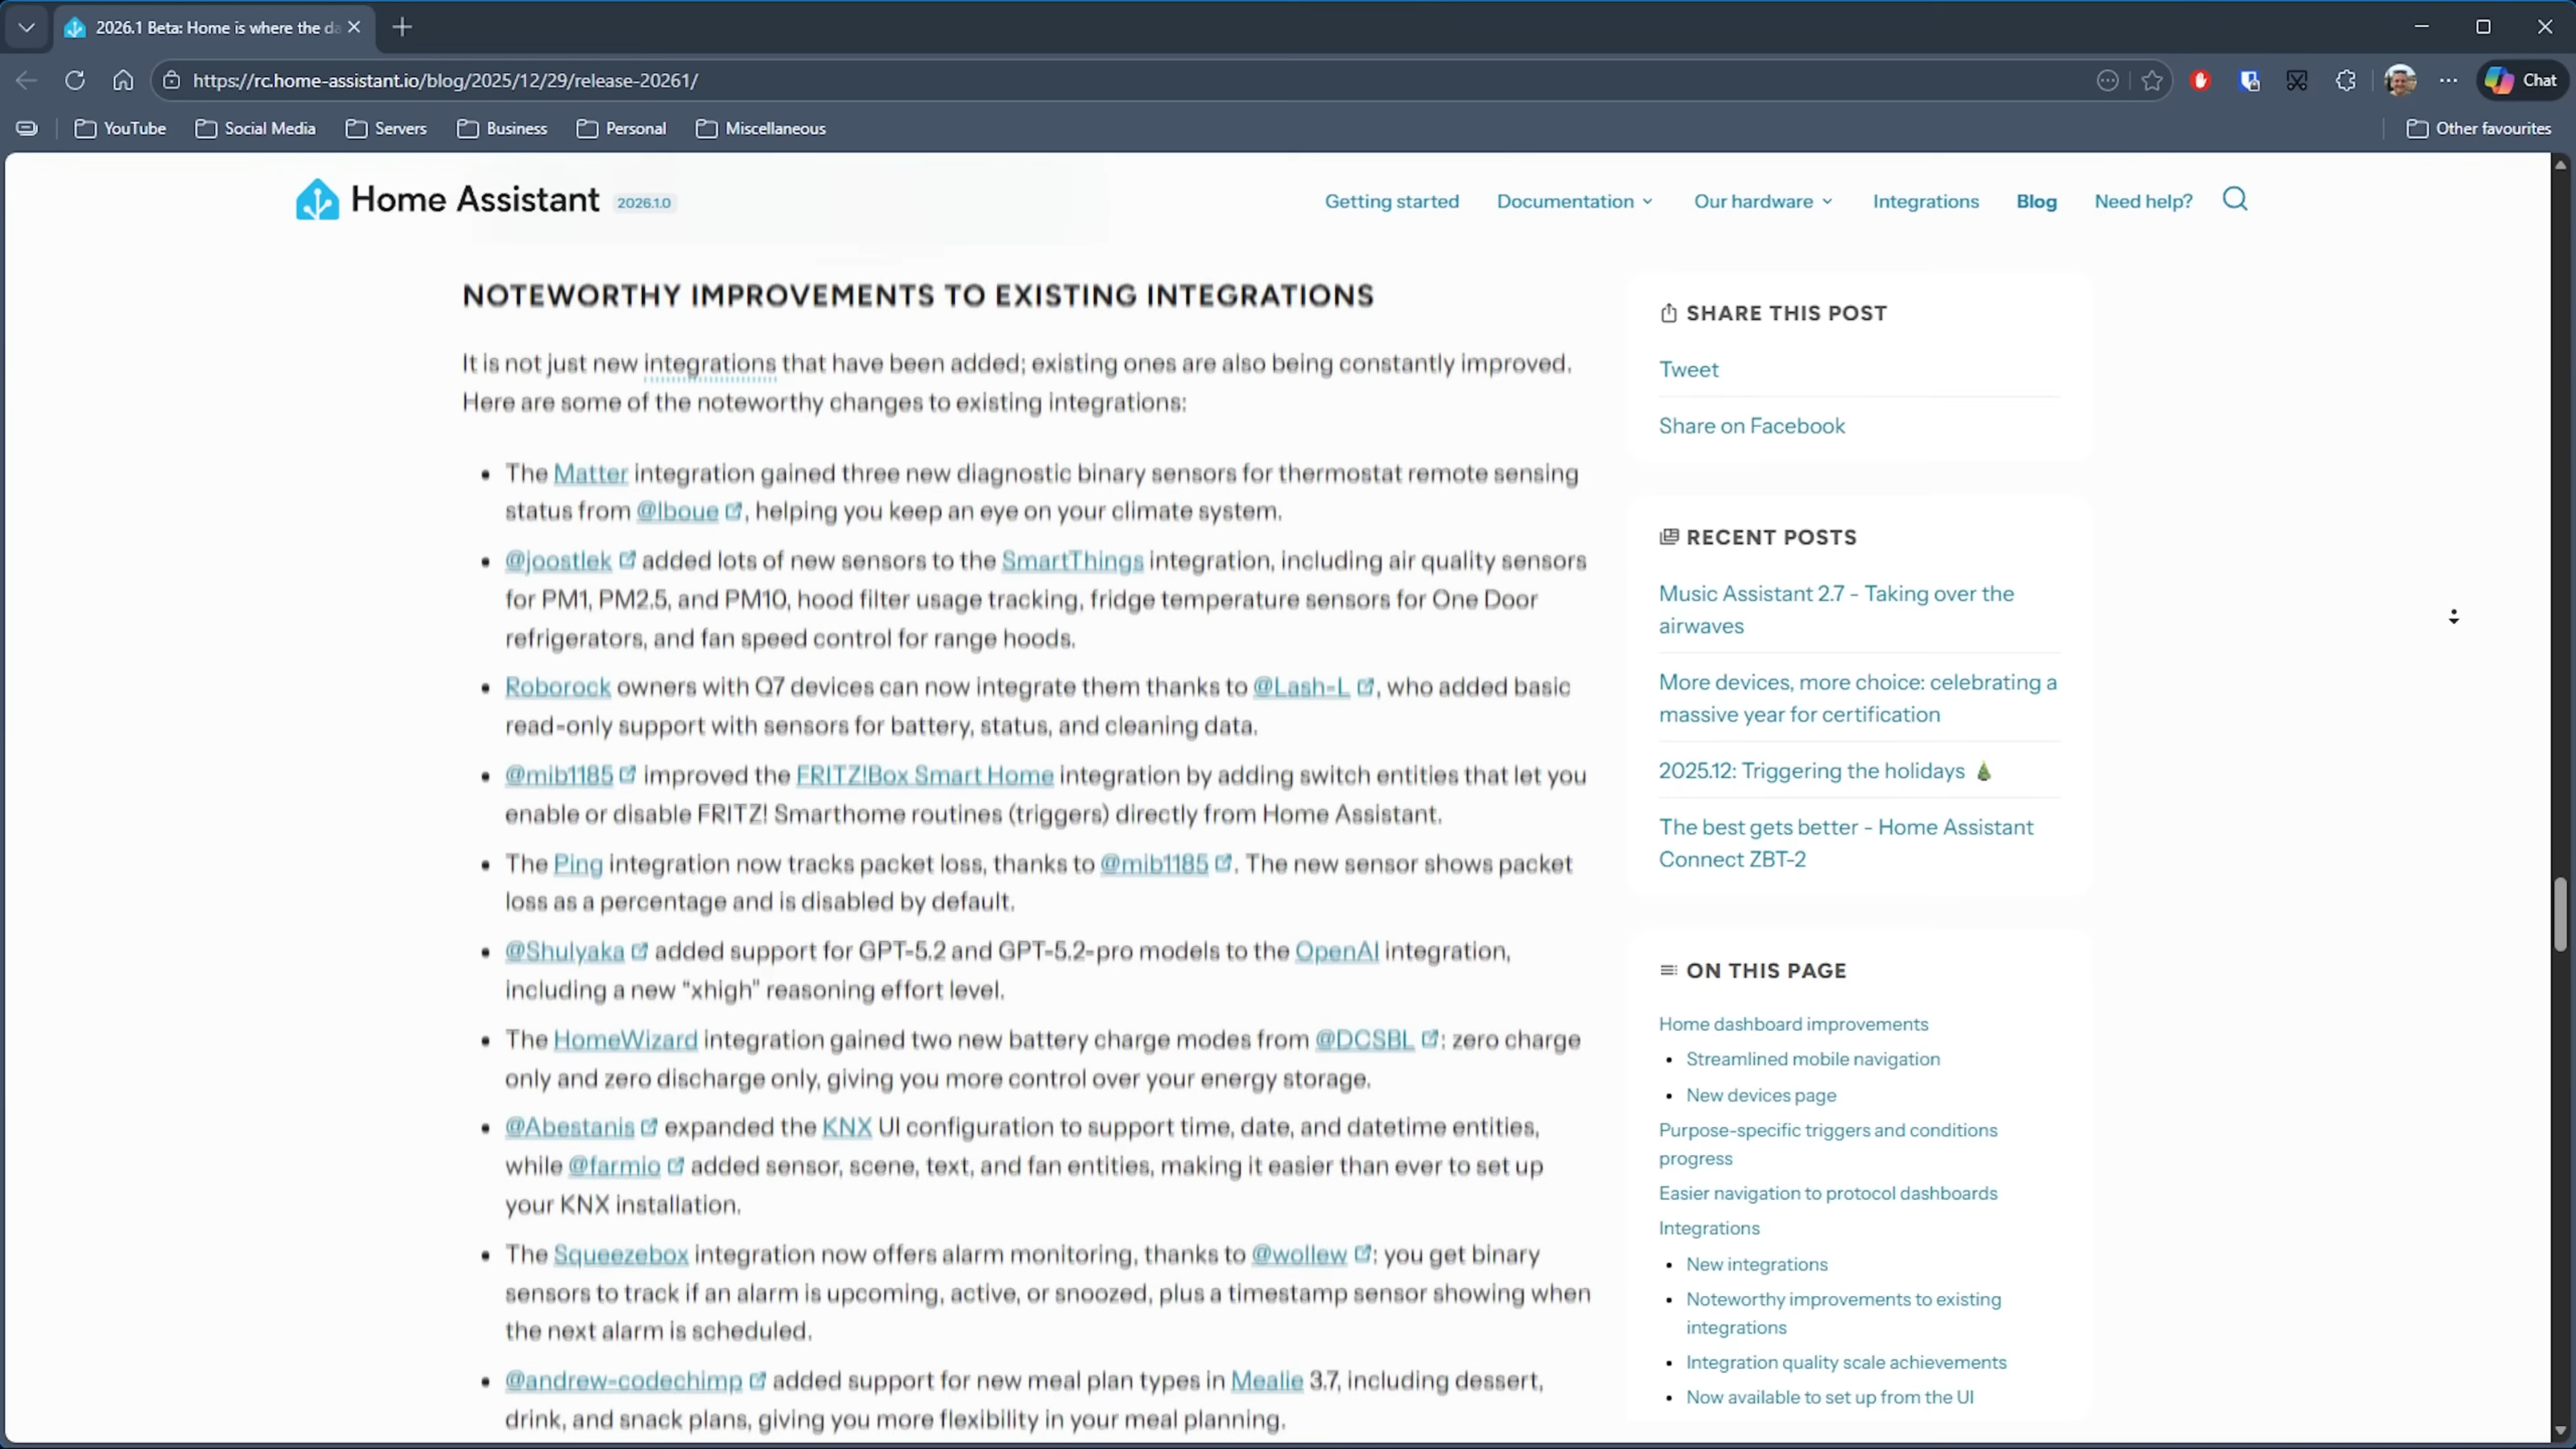 2026.1 Beta: Home is where the da
https://rc.home-assistant.io/blog/2025/12/29/release-20261/
Chat
YouTube
Social Media
Servers
Business
Personal
Miscellaneous
Other favourites
Home Assistant 2026.1.0
Getting started
Documentation
Our hardware
Integrations
Blog
Need help?
NOTEWORTHY IMPROVEMENTS TO EXISTING INTEGRATIONS
It is not just new integrations that have been added; existing ones are also being constantly improved.
Here are some of the noteworthy changes to existing integrations:
• The Matter integration gained three new diagnostic binary sensors for thermostat remote sensing
status from @lboue, helping you keep an eye on your climate system.
• @joostlek added lots of new sensors to the SmartThings integration, including air quality sensors
for PM1, PM2.5, and PM10, hood filter usage tracking, fridge temperature sensors for One Door
refrigerators, and fan speed control for range hoods.
• Roborock owners with Q7 devices can now integrate them thanks to @Lash-L, who added basic
read-only support with sensors for battery, status, and cleaning data.
• @mib1185 improved the FRITZ!Box Smart Home integration by adding switch entities that let you
enable or disable FRITZ! Smarthome routines (triggers) directly from Home Assistant.
• The Ping integration now tracks packet loss, thanks to @mib1185. The new sensor shows packet
loss as a percentage and is disabled by default.
• @Shulyaka added support for GPT-5.2 and GPT-5.2-pro models to the OpenAI integration,
including a new "xhigh" reasoning effort level.
• The HomeWizard integration gained two new battery charge modes from @DCSBL: zero charge
only and zero discharge only, giving you more control over your energy storage.
• @Abestanis expanded the KNX UI configuration to support time, date, and datetime entities,
while @farmio added sensor, scene, text, and fan entities, making it easier than ever to set up
your KNX installation.
• The Squeezebox integration now offers alarm monitoring, thanks to @wollew: you get binary
sensors to track if an alarm is upcoming, active, or snoozed, plus a timestamp sensor showing when
the next alarm is scheduled.
• @andrew-codechimp added support for new meal plan types in Mealie 3.7, including dessert,
drink, and snack plans, giving you more flexibility in your meal planning.
SHARE THIS POST
Tweet
Share on Facebook
RECENT POSTS
Music Assistant 2.7 - Taking over the
airwaves
More devices, more choice: celebrating a
massive year for certification
2025.12: Triggering the holidays 🎄
The best gets better - Home Assistant
Connect ZBT-2
ON THIS PAGE
Home dashboard improvements
• Streamlined mobile navigation
• New devices page
Purpose-specific triggers and conditions
progress
Easier navigation to protocol dashboards
Integrations
• New integrations
• Noteworthy improvements to existing
integrations
• Integration quality scale achievements
• Now available to set up from the UI